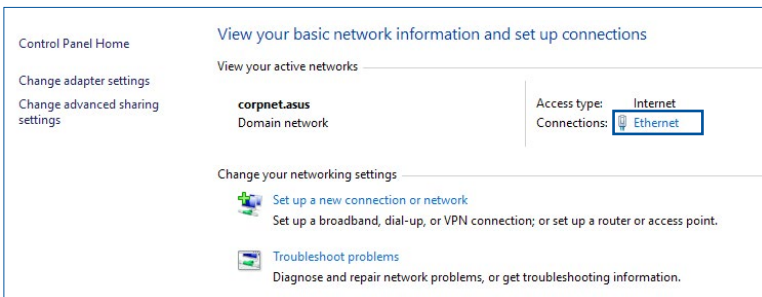 Control Panel Home
Change adapter settings
Change advanced sharing
settings
View your basic network information and set up connections
View your active networks
corpnet.asus
Domain network
Access type: Internet
Connections: Ethernet
Change your networking settings
Set up a new connection or network
Set up a broadband, dial-up, or VPN connection; or set up a router or access point.
Troubleshoot problems
Diagnose and repair network problems, or get troubleshooting information.